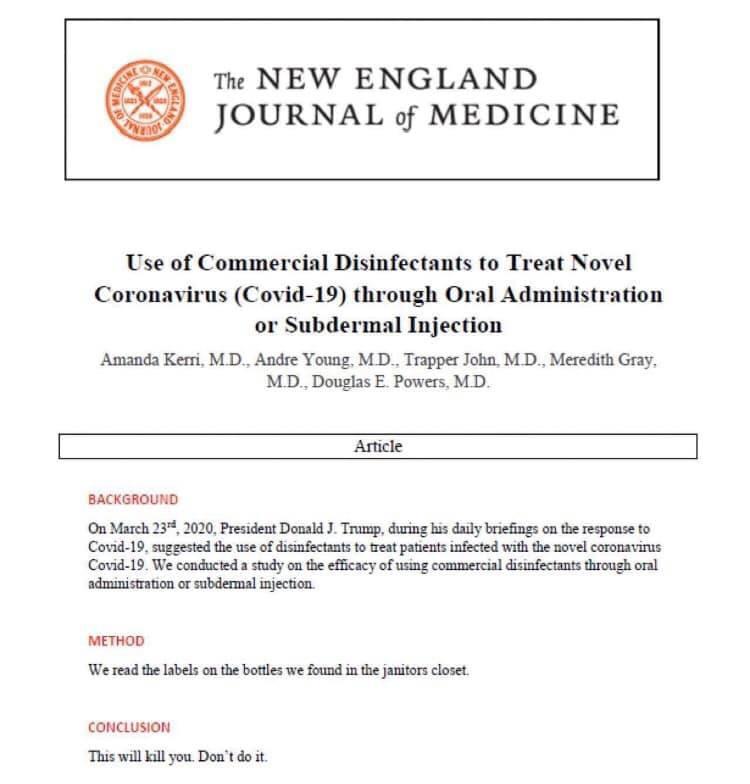 The NEW ENGLAND
JOURNAL of MEDICINE
Use of Commercial Disinfectants to Treat Novel
Coronavirus (Covid-19) through Oral Administration
or Subdermal Injection
Amanda Kerri, M.D., Andre Young, M.D., Trapper John, M.D., Meredith Gray,
M.D., Douglas E. Powers, M.D.
Article
BACKGROUND
On March 23rd, 2020, President Donald J. Trump, during his daily briefings on the response to
Covid-19, suggested the use of disinfectants to treat patients infected with the novel coronavirus
Covid-19. We conducted a study on the efficacy of using commercial disinfectants through oral
administration or subdermal injection.
METHOD
We read the labels on the bottles we found in the janitors closet.
CONCLUSION
This will kill you. Don’t do it.